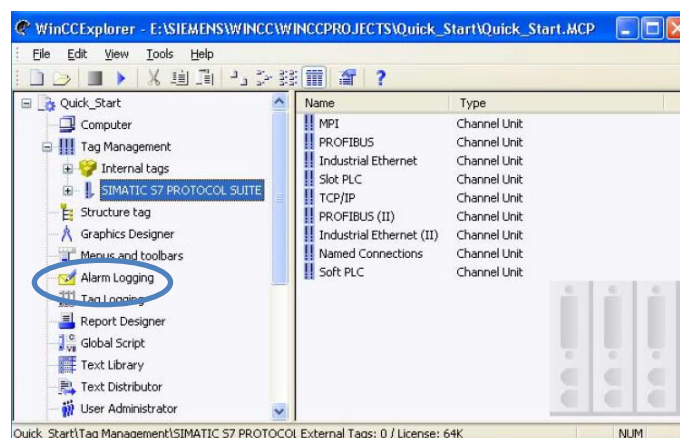 WinCCExplorer - E:\SIEMENS\WINCC\WINCCPROJECTS\Quick_Start\Quick_Start.MCP
File Edit View Tools Help
Quick_Start
Computer
Tag Management
Internal tags
SIMATIC S7 PROTOCOL SUITE
Structure tag
Graphics Designer
Menus and toolbars
Alarm Logging
Tag Logging
Report Designer
Global Script
Text Library
Text Distributor
User Administrator
Name Type
MPI Channel Unit
PROFIBUS Channel Unit
Industrial Ethernet Channel Unit
Slot PLC Channel Unit
TCP/IP Channel Unit
PROFIBUS (II) Channel Unit
Industrial Ethernet (II) Channel Unit
Named Connections Channel Unit
Soft PLC Channel Unit
Quick_Start\Tag Management\SIMATIC S7 PROTOCOL External Tags: 0 / License: 64K NUM